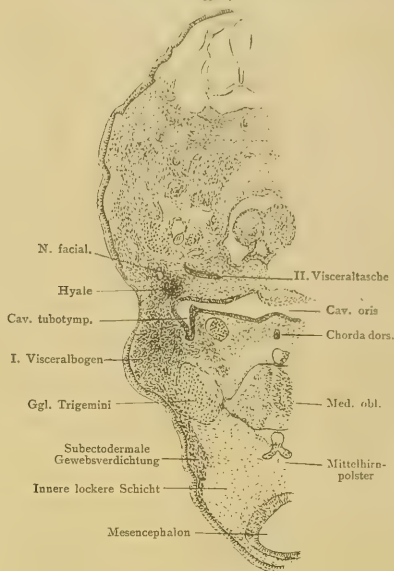 N. facial.
Hyale
Cav. tubotymp.
I. Visceralbogen
Ggl. Trigemini
Subectodermale
Gewebsverdichtung
Innere lockere Schicht
Mesencephalon
II. Visceraltasche
Cav. oris
Chorda dors.
Med. obl.
Mittelhirn-
polster